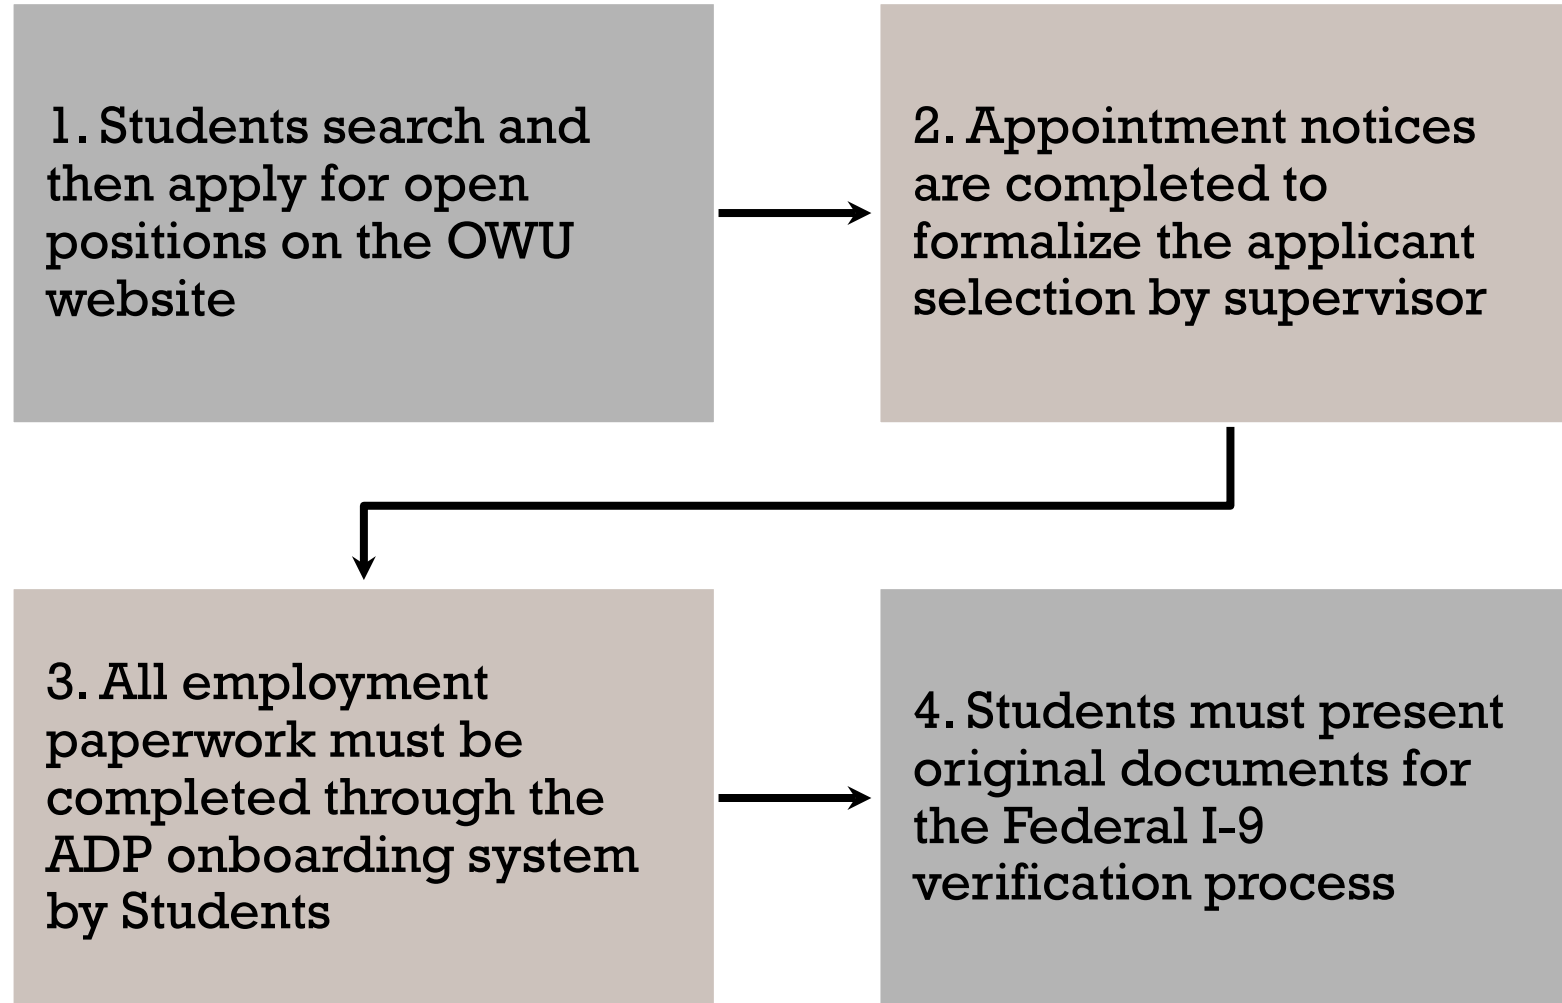 1. Students search and
then apply for open
positions on the OWU
website
2. Appointment notices
are completed to
formalize the applicant
selection by supervisor
3. All employment
paperwork must be
completed through the
ADP onboarding system
by Students
4. Students must present
original documents for
the Federal I-9
verification process